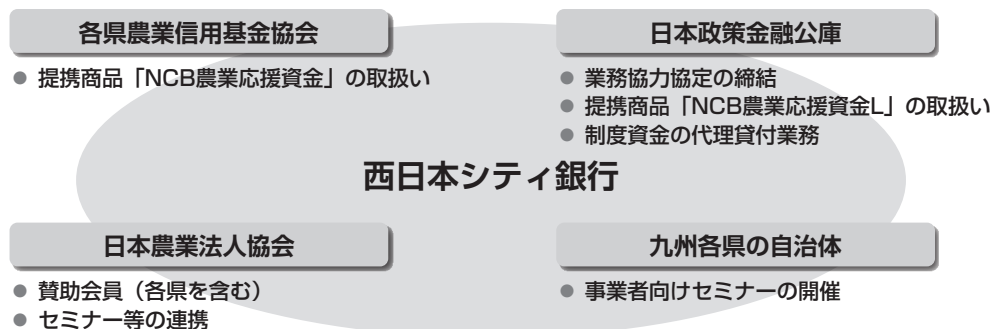 各県農業信用基金協会
● 提携商品「NCB農業応援資金」の取扱い
日本政策金融公庫
● 業務協力協定の締結
● 提携商品「NCB農業応援資金L」の取扱い
● 制度資金の代理貸付業務
西日本シティ銀行
日本農業法人協会
● 賛助会員（各県を含む）
● セミナー等の連携
九州各県の自治体
● 事業者向けセミナーの開催